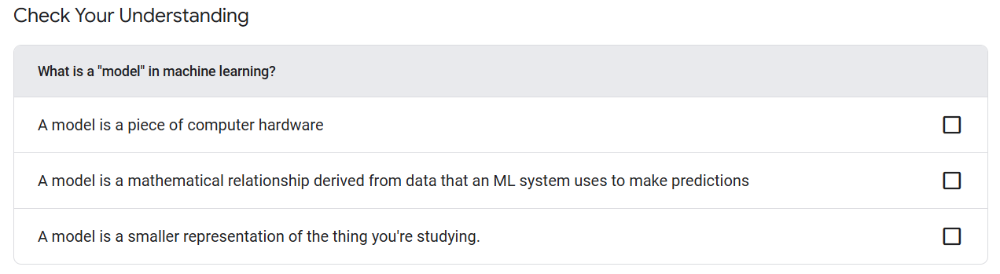 Check Your Understanding
What is a "model" in machine learning?
A model is a piece of computer hardware
A model is a mathematical relationship derived from data that an ML system uses to make predictions
A model is a smaller representation of the thing you're studying.